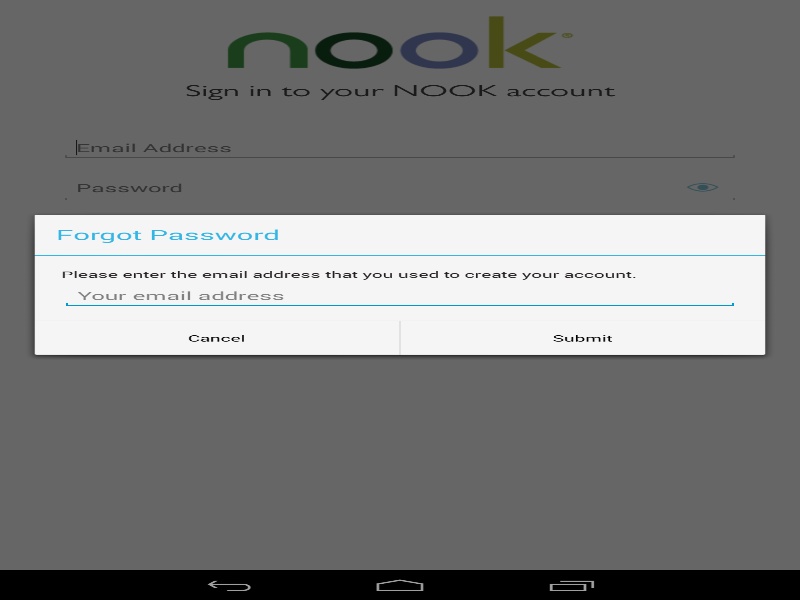 nook®
Sign in to your NOOK account
Email Address
Password
Forgot Password
Please enter the email address that you used to create your account.
Your email address
Cancel
Submit